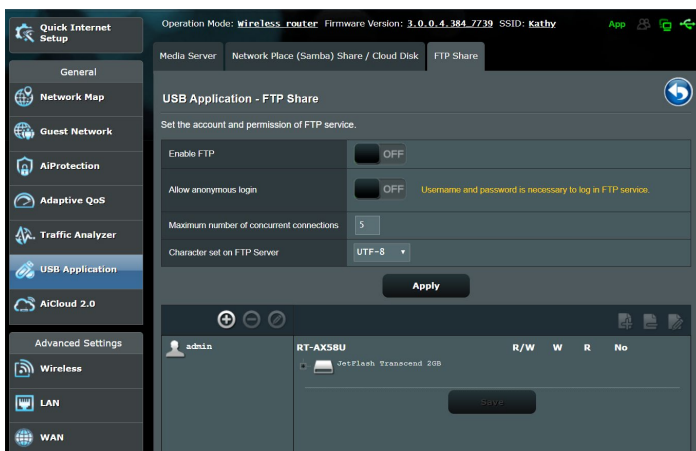 Quick Internet
Setup
General
Network Map
Guest Network
AiProtection
Adaptive QoS
Traffic Analyzer
USB Application
AiCloud 2.0
Advanced Settings
Wireless
LAN
WAN
Operation Mode: Wireless router Firmware Version: 3.0.0.4.384_7739 SSID: Kathy
App
Media Server Network Place (Samba) Share / Cloud Disk FTP Share
USB Application - FTP Share
Set the account and permission of FTP service.
Enable FTP OFF
Allow anonymous login OFF Username and password is necessary to log in FTP service.
Maximum number of concurrent connections 5
Character set on FTP Server UTF-8
Apply
admin
RT-AX58U R/W W R No
JetFlash Transcend 2GB
Save